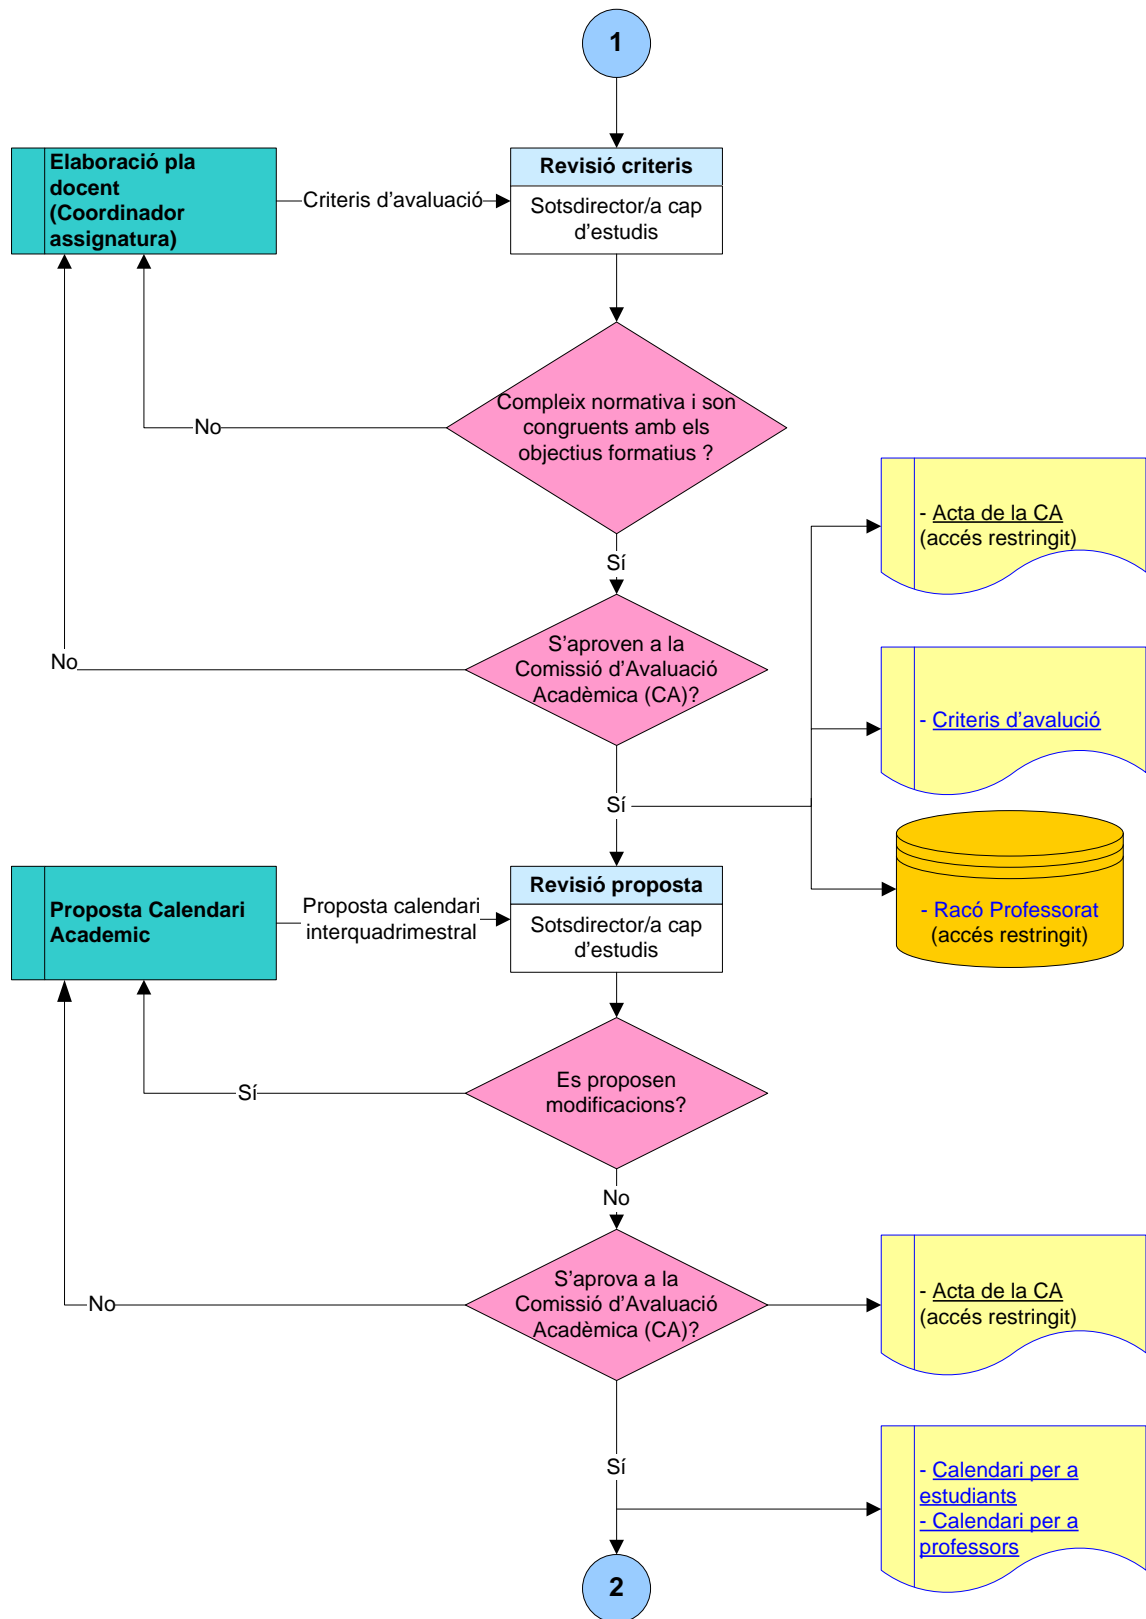 1
Elaboració pla
docent
(Coordinador
assignatura)
Criteris d'avaluació
Revisió criteris
Sotsdirector/a cap
d'estudis
Compleix normativa i son
congruents amb els
objectius formatius ?
No
Sí
- Acta de la CA
(accés restringit)
S'aproven a la
Comissió d'Avaluació
Acadèmica (CA)?
No
- Criteris d'avalució
Sí
Proposta Calendari
Academic
Proposta calendari
interquadrimestral
Revisió proposta
Sotsdirector/a cap
d'estudis
- Racó Professorat
(accés restringit)
Es proposen
modificacions?
Sí
No
S'aprova a la
Comissió d'Avaluació
Acadèmica (CA)?
No
- Acta de la CA
(accés restringit)
Sí
- Calendari per a
estudiants
- Calendari per a
professors
2